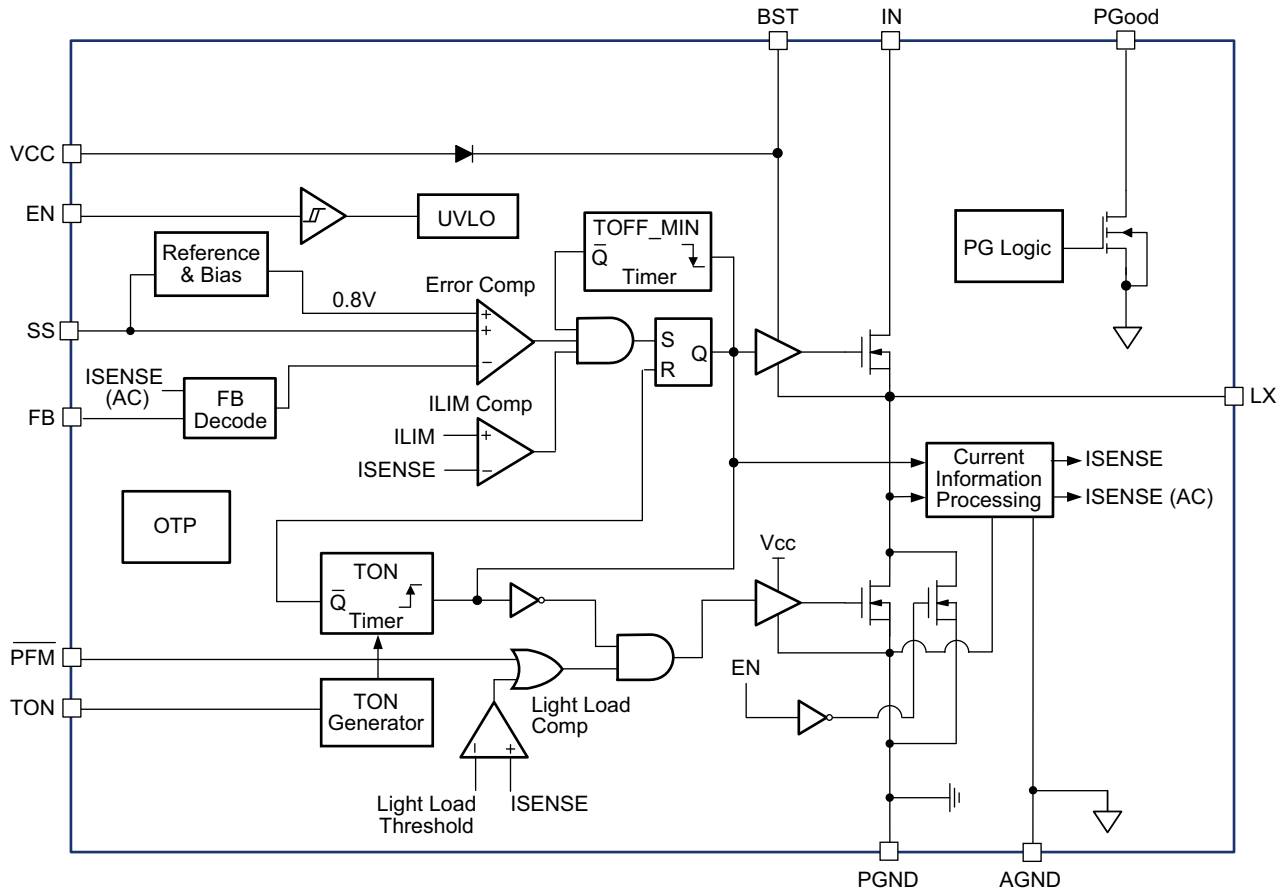 BST
IN
PGood
VCC
EN
UVLO
TOFF_MIN
Q̅
Timer
PG Logic
Reference
& Bias
Error Comp
0.8V
+
+
−
SS
S
Q
R
LX
ISENSE
(AC)
FB
Decode
FB
ILIM Comp
ILIM
+
ISENSE
−
Current
Information
Processing
ISENSE
ISENSE (AC)
OTP
Vcc
TON
Q̅
Timer
P̅F̅M̅
EN
TON
TON
Generator
Light Load
Comp
−
+
Light Load
Threshold
ISENSE
PGND
AGND